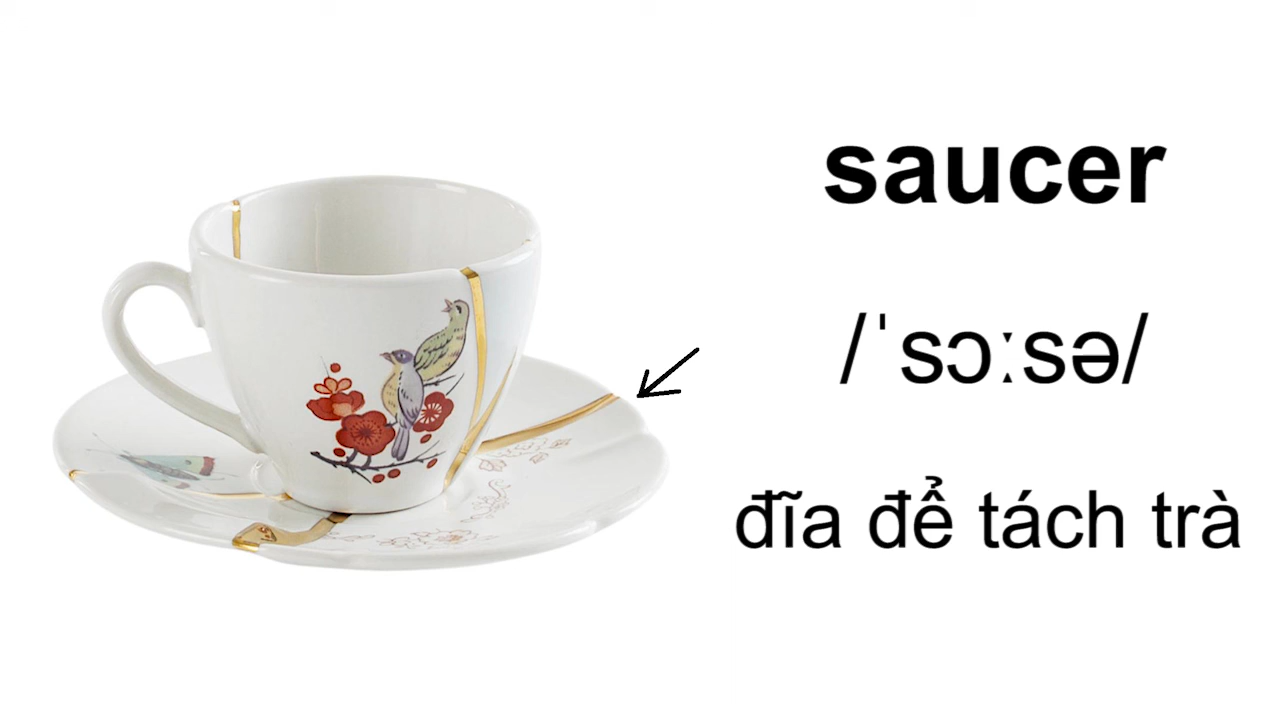 saucer
/ˈsɔːsə/
đĩa để tách trà